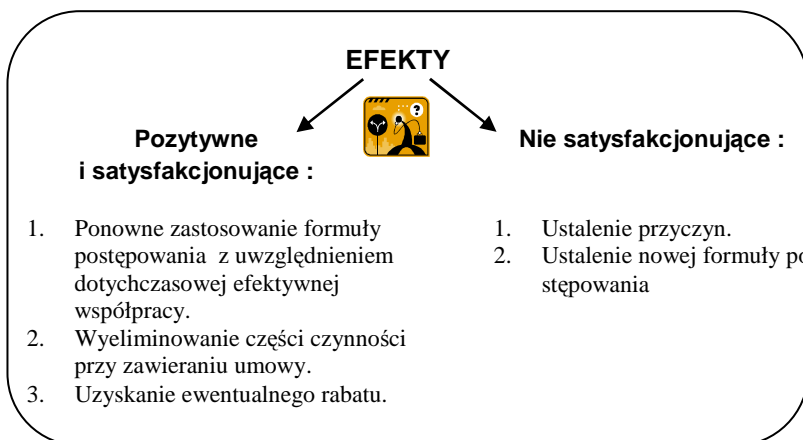 EFEKTY
?
Pozytywne
i satysfakcjonujące :
1. Ponowne zastosowanie formuły
postępowania z uwzględnieniem
dotychczasowej efektywnej
współpracy.
2. Wyeliminowanie części czynności
przy zawieraniu umowy.
3. Uzyskanie ewentualnego rabatu.
Nie satysfakcjonujące :
1. Ustalenie przyczyn.
2. Ustalenie nowej formuły po
stępowania